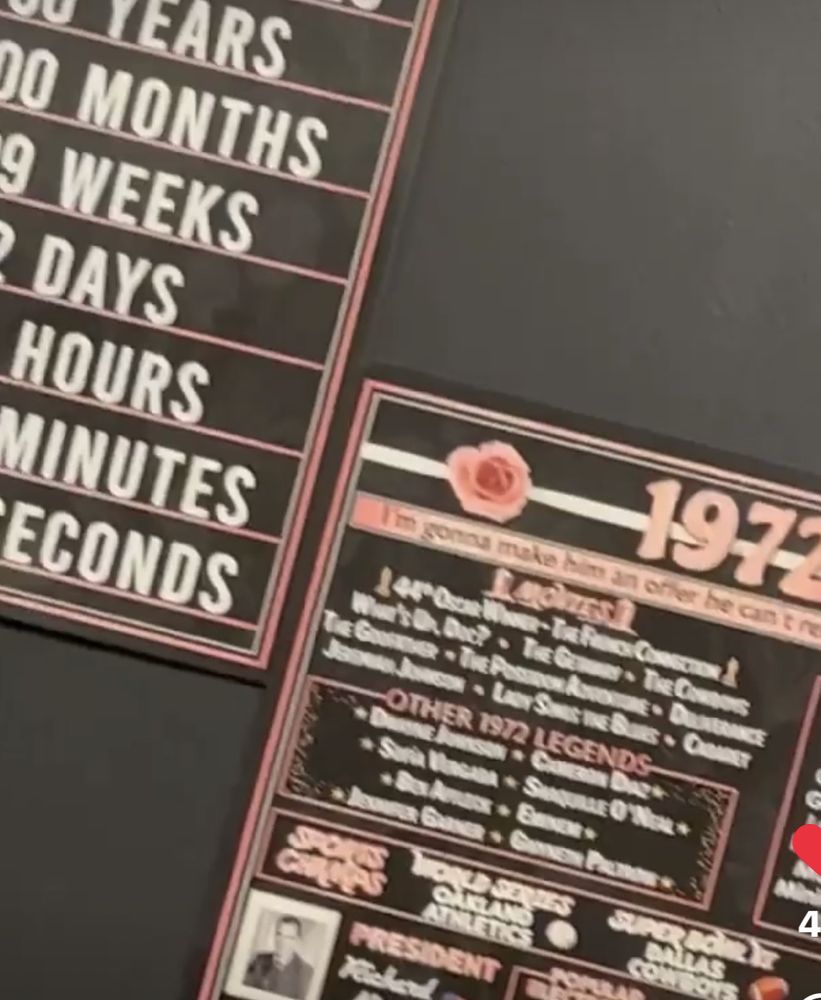 YEARS
00 MONTHS
9 WEEKS
DAYS
HOURS
MINUTES
SECONDS
1972
I'm gonna make him an offer he can't re
MOVIES
44th Oscar Winner - The French Connection
What's Up, Doc? • The Getaway • The Cowboys
The Godfather • The Poseidon Adventure • Deliverance
Jeremiah Johnson • Lady Sings the Blues • Cabaret
OTHER 1972 LEGENDS
Dwayne Johnson • Cameron Diaz
Sofia Vergara • Shaquille O'Neal
Ben Affleck • Eminem
Jennifer Garner • Gwyneth Paltrow
SPORTS
CHAMPS
WORLD SERIES
OAKLAND
ATHLETICS
SUPER BOWL
DALLAS
COWBOYS
PRESIDENT
Richard
POPULAR
4